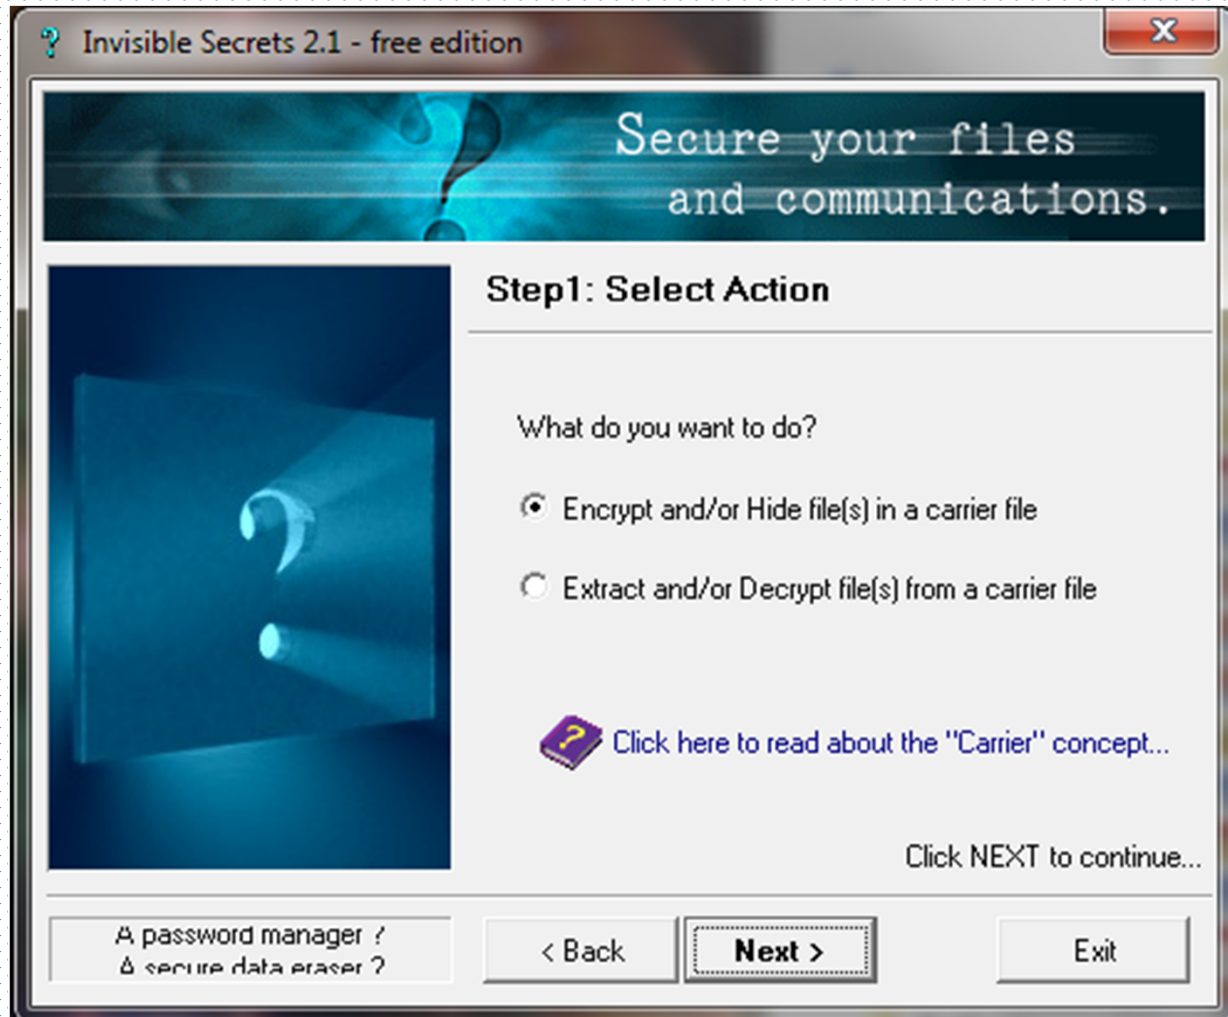 Invisible Secrets 2.1 - free edition
Secure your files
and communications.
Step1: Select Action
What do you want to do?
Encrypt and/or Hide file(s) in a carrier file
Extract and/or Decrypt file(s) from a carrier file
Click here to read about the "Carrier" concept...
Click NEXT to continue...
A password manager ?
A secure data eraser ?
< Back
Next >
Exit